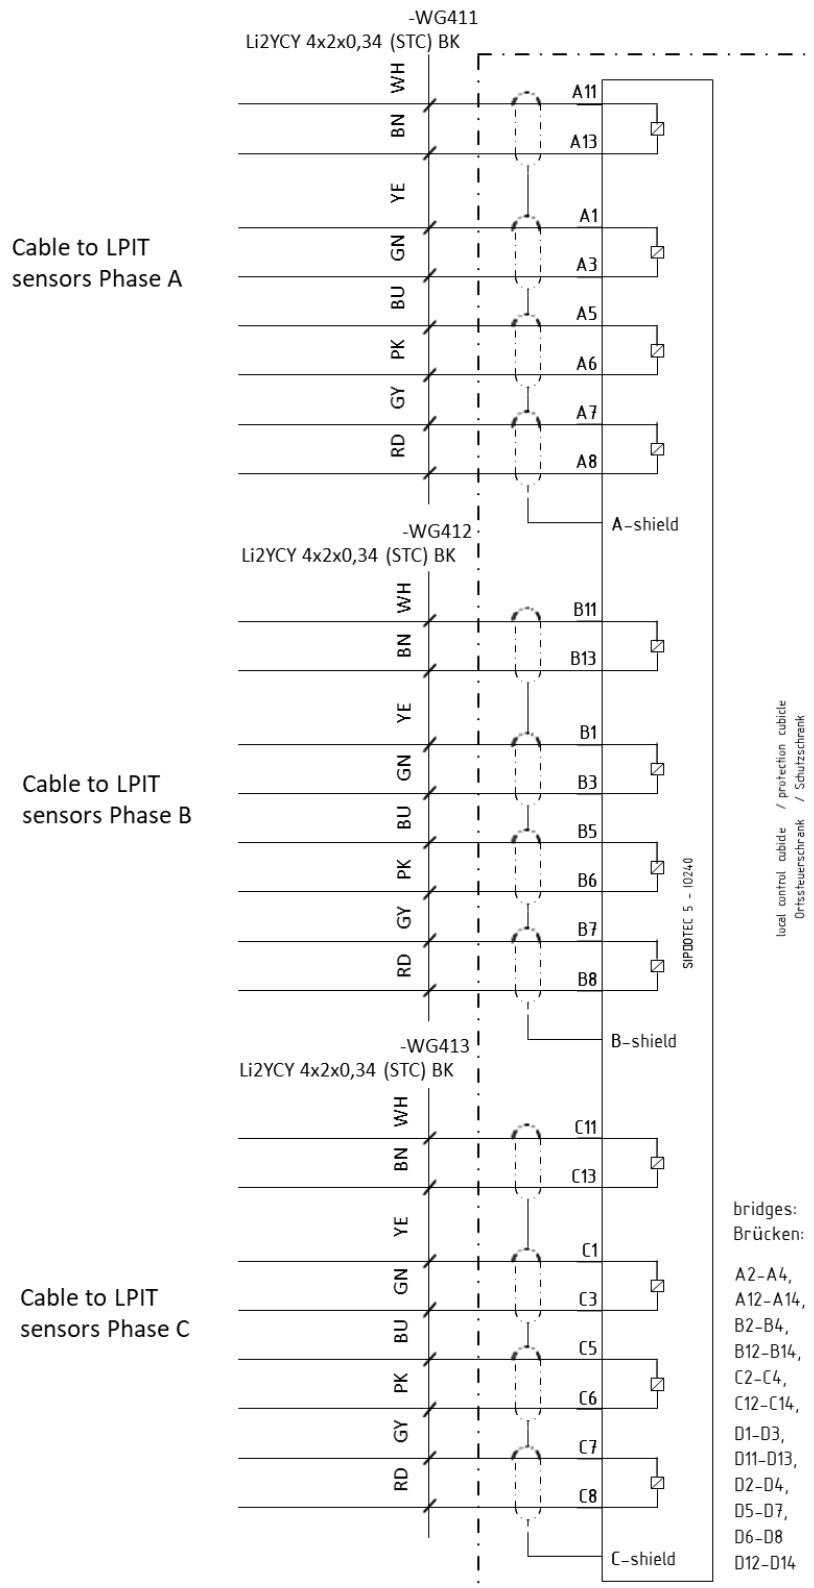 -WG411
Li2YCY 4x2x0,34 (STC) BK
WH
A11
BN
A13
YE
A1
Cable to LPIT
sensors Phase A
GN
A3
BU
A5
PK
A6
GY
A7
RD
A8
A-shield
-WG412
Li2YCY 4x2x0,34 (STC) BK
WH
B11
BN
B13
YE
B1
Cable to LPIT
sensors Phase B
GN
B3
BU
B5
PK
B6
GY
B7
RD
B8
B-shield
local control cubicle / protection cubicle
Ortssteuerschrank / Schutzschrank
-WG413
Li2YCY 4x2x0,34 (STC) BK
WH
C11
BN
C13
YE
C1
Cable to LPIT
sensors Phase C
GN
C3
BU
C5
PK
C6
GY
C7
RD
C8
C-shield
5 - IO240
bridges:
Brücken:
A2-A4,
A12-A14,
B2-B4,
B12-B14,
C2-C4,
C12-C14,
D1-D3,
D11-D13,
D2-D4,
D5-D7,
D6-D8
D12-D14